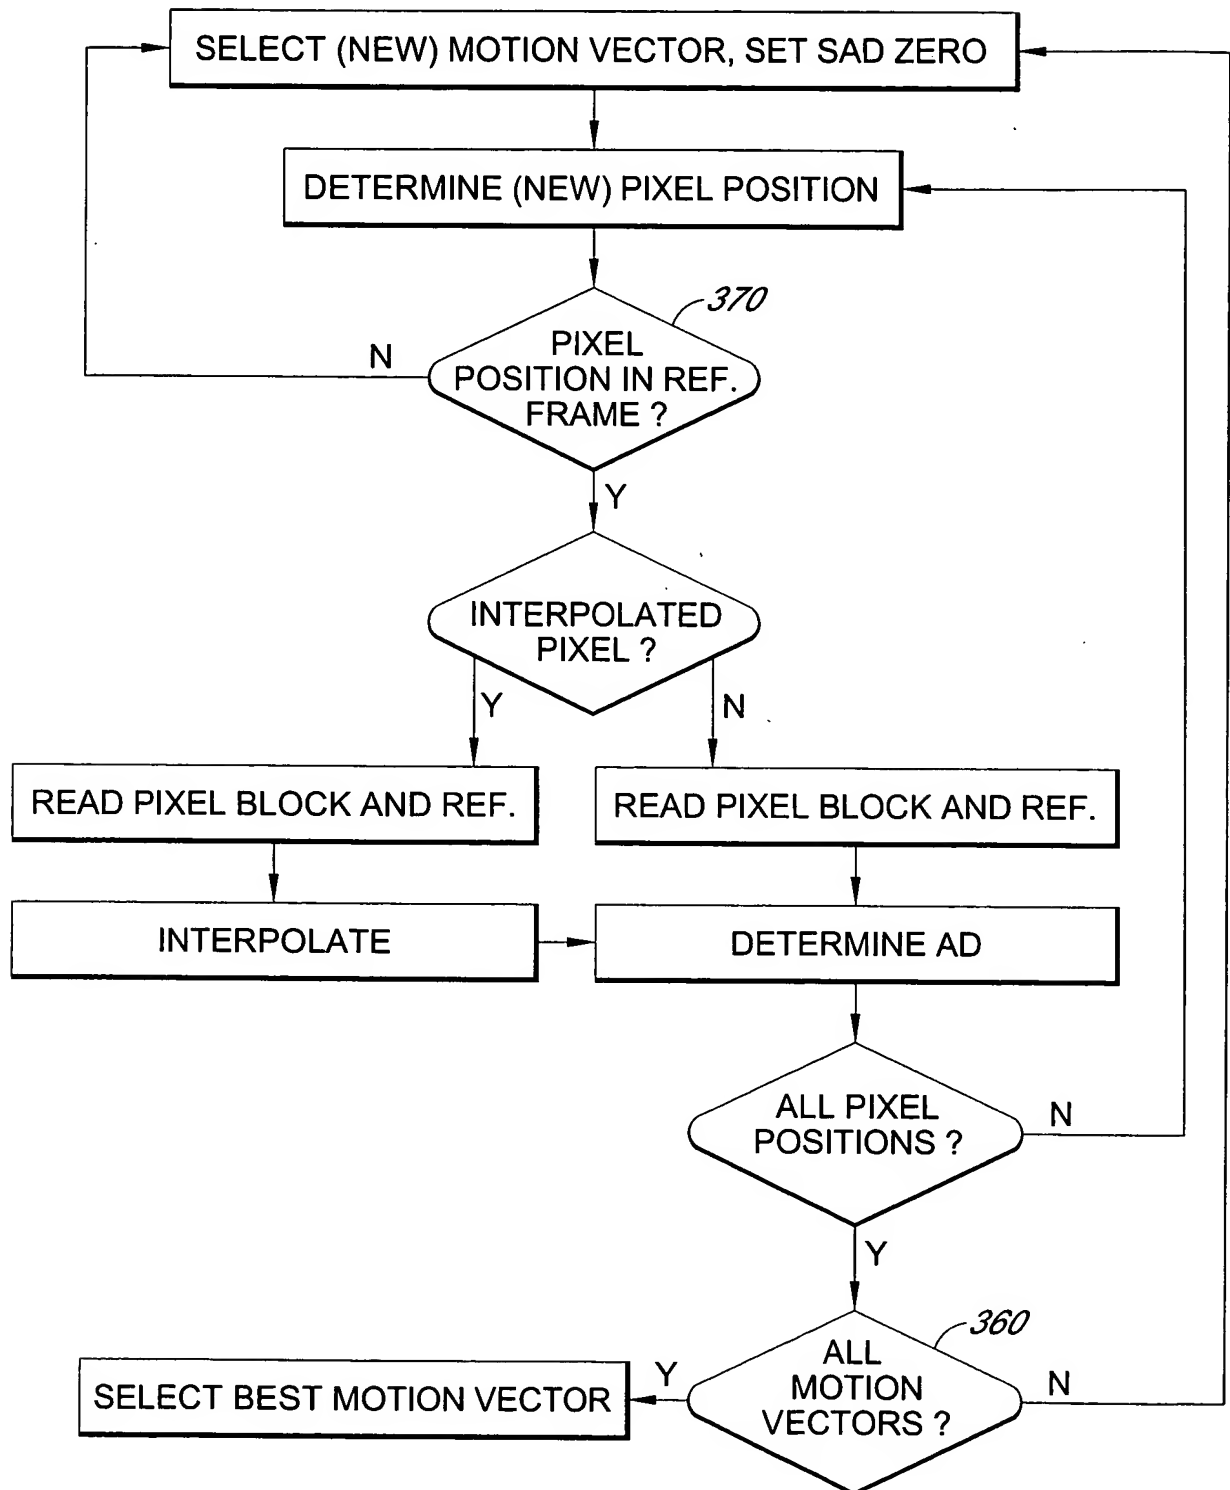 SELECT (NEW) MOTION VECTOR, SET SAD ZERO
DETERMINE (NEW) PIXEL POSITION
370
PIXEL
POSITION IN REF.
FRAME ?
N
Y
INTERPOLATED
PIXEL ?
Y
N
READ PIXEL BLOCK AND REF.
READ PIXEL BLOCK AND REF.
INTERPOLATE
DETERMINE AD
ALL PIXEL
POSITIONS ?
N
Y
360
ALL
MOTION
VECTORS ?
Y
N
SELECT BEST MOTION VECTOR